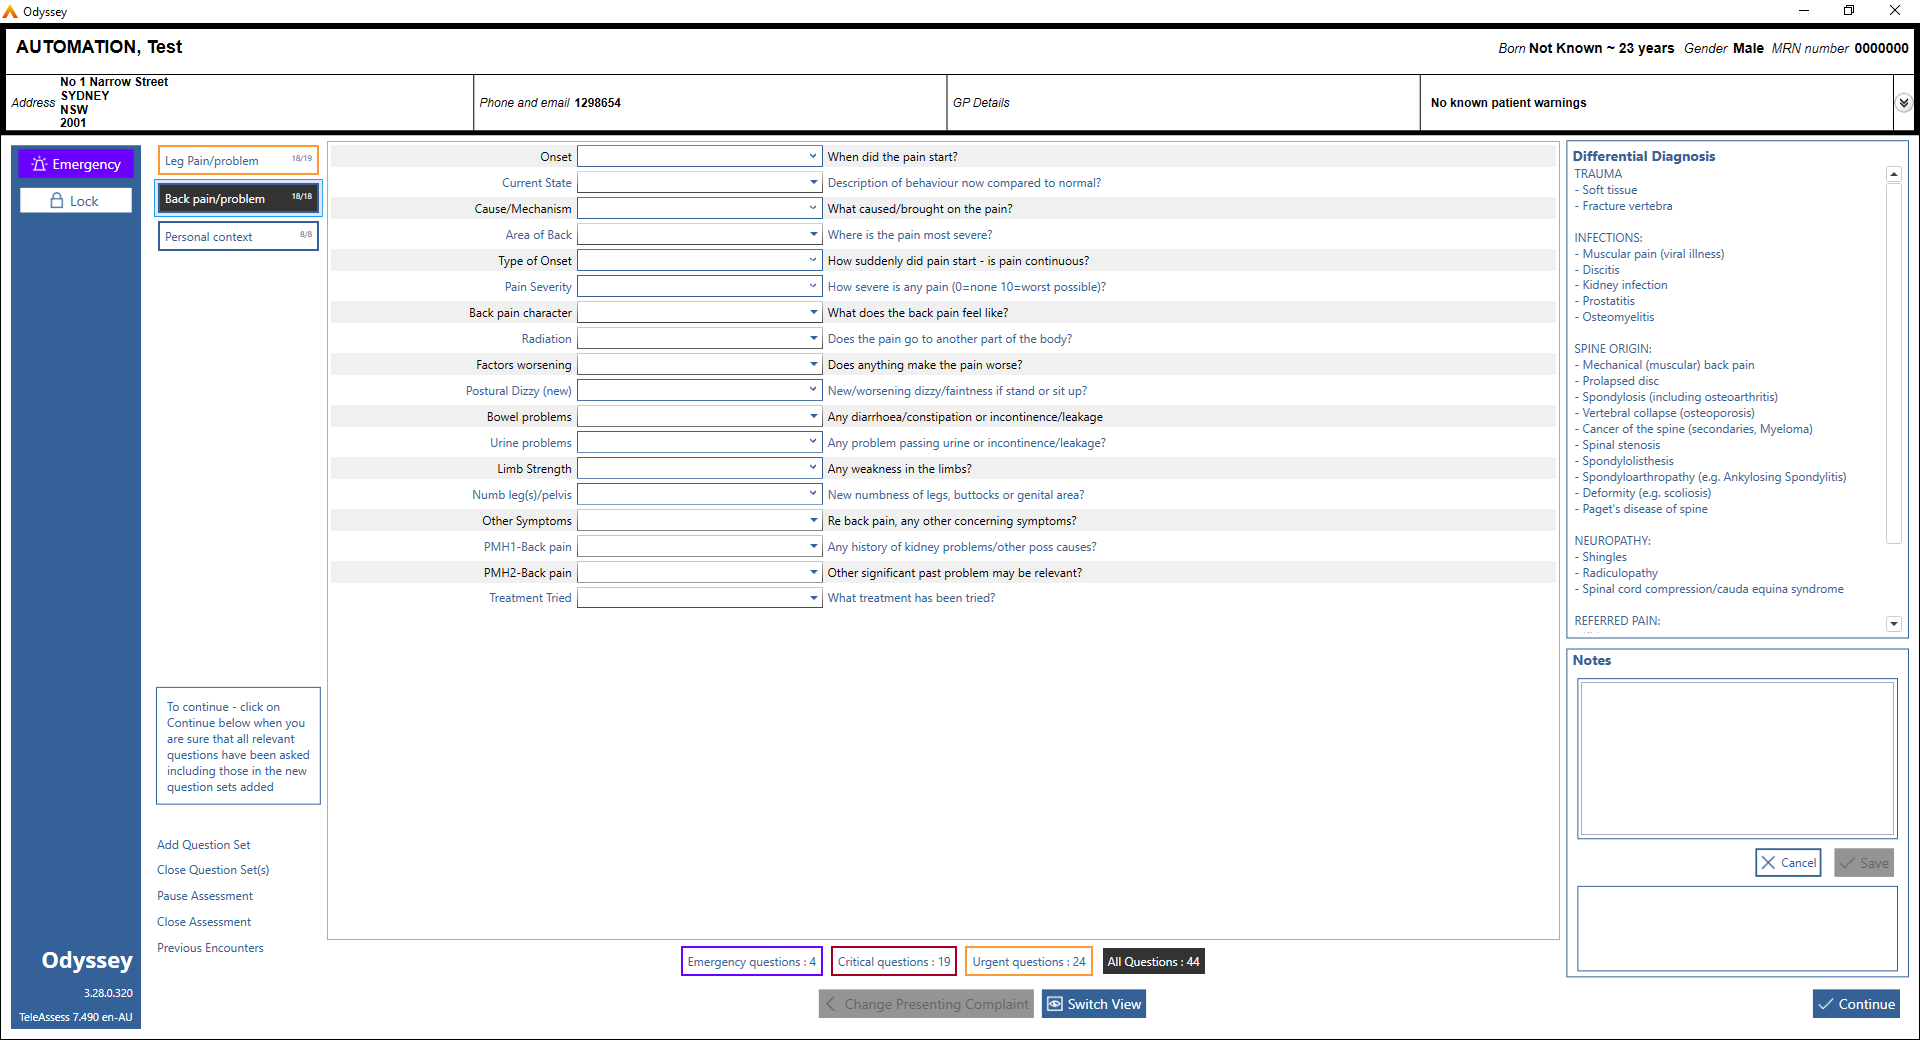 Odyssey
AUTOMATION, Test
Born Not Known ~ 23 years Gender Male MRN number 0000000
Address
No 1 Narrow Street
SYDNEY
NSW
2001
Phone and email 1298654
GP Details
No known patient warnings
Emergency
Lock
Leg Pain/problem 18/19
Back pain/problem 18/18
Personal context 8/8
Onset When did the pain start?
Current State Description of behaviour now compared to normal?
Cause/Mechanism What caused/brought on the pain?
Area of Back Where is the pain most severe?
Type of Onset How suddenly did pain start - is pain continuous?
Pain Severity How severe is any pain (0=none 10=worst possible)?
Back pain character What does the back pain feel like?
Radiation Does the pain go to another part of the body?
Factors worsening Does anything make the pain worse?
Postural Dizzy (new) New/worsening dizzy/faintness if stand or sit up?
Bowel problems Any diarrhoea/constipation or incontinence/leakage
Urine problems Any problem passing urine or incontinence/leakage?
Limb Strength Any weakness in the limbs?
Numb leg(s)/pelvis New numbness of legs, buttocks or genital area?
Other Symptoms Re back pain, any other concerning symptoms?
PMH1-Back pain Any history of kidney problems/other poss causes?
PMH2-Back pain Other significant past problem may be relevant?
Treatment Tried What treatment has been tried?
Differential Diagnosis
TRAUMA
- Soft tissue
- Fracture vertebra
INFECTIONS:
- Muscular pain (viral illness)
- Discitis
- Kidney infection
- Prostatitis
- Osteomyelitis
SPINE ORIGIN:
- Mechanical (muscular) back pain
- Prolapsed disc
- Spondylosis (including osteoarthritis)
- Vertebral collapse (osteoporosis)
- Cancer of the spine (secondaries, Myeloma)
- Spinal stenosis
- Spondylolisthesis
- Spondyloarthropathy (e.g. Ankylosing Spondylitis)
- Deformity (e.g. scoliosis)
- Paget's disease of spine
NEUROPATHY:
- Shingles
- Radiculopathy
- Spinal cord compression/cauda equina syndrome
REFERRED PAIN:
Notes
Cancel
Save
To continue - click on
Continue below when you
are sure that all relevant
questions have been asked
including those in the new
question sets added
Add Question Set
Close Question Set(s)
Pause Assessment
Close Assessment
Previous Encounters
Odyssey
3.28.0.320
TeleAssess 7.490 en-AU
Emergency questions : 4
Critical questions : 19
Urgent questions : 24
All Questions : 44
Change Presenting Complaint
Switch View
Continue